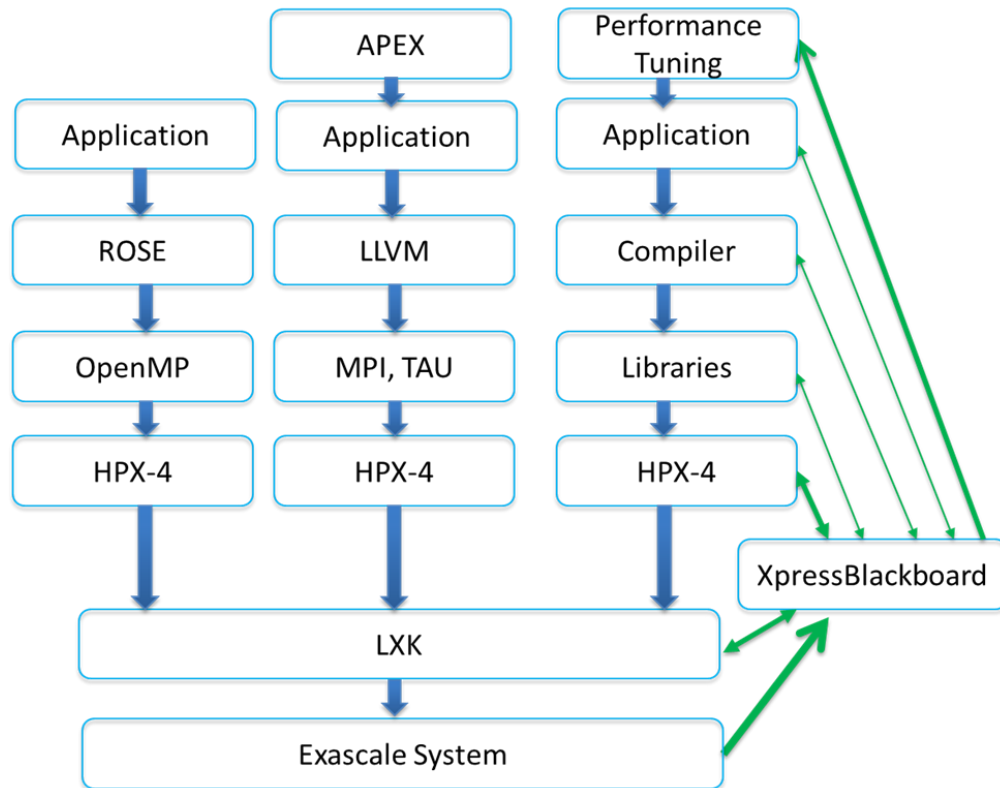 APEX
Performance
Tuning
Application
Application
Application
ROSE
LLVM
Compiler
OpenMP
MPI, TAU
Libraries
HPX-4
HPX-4
HPX-4
XpressBlackboard
LXK
Exascale System